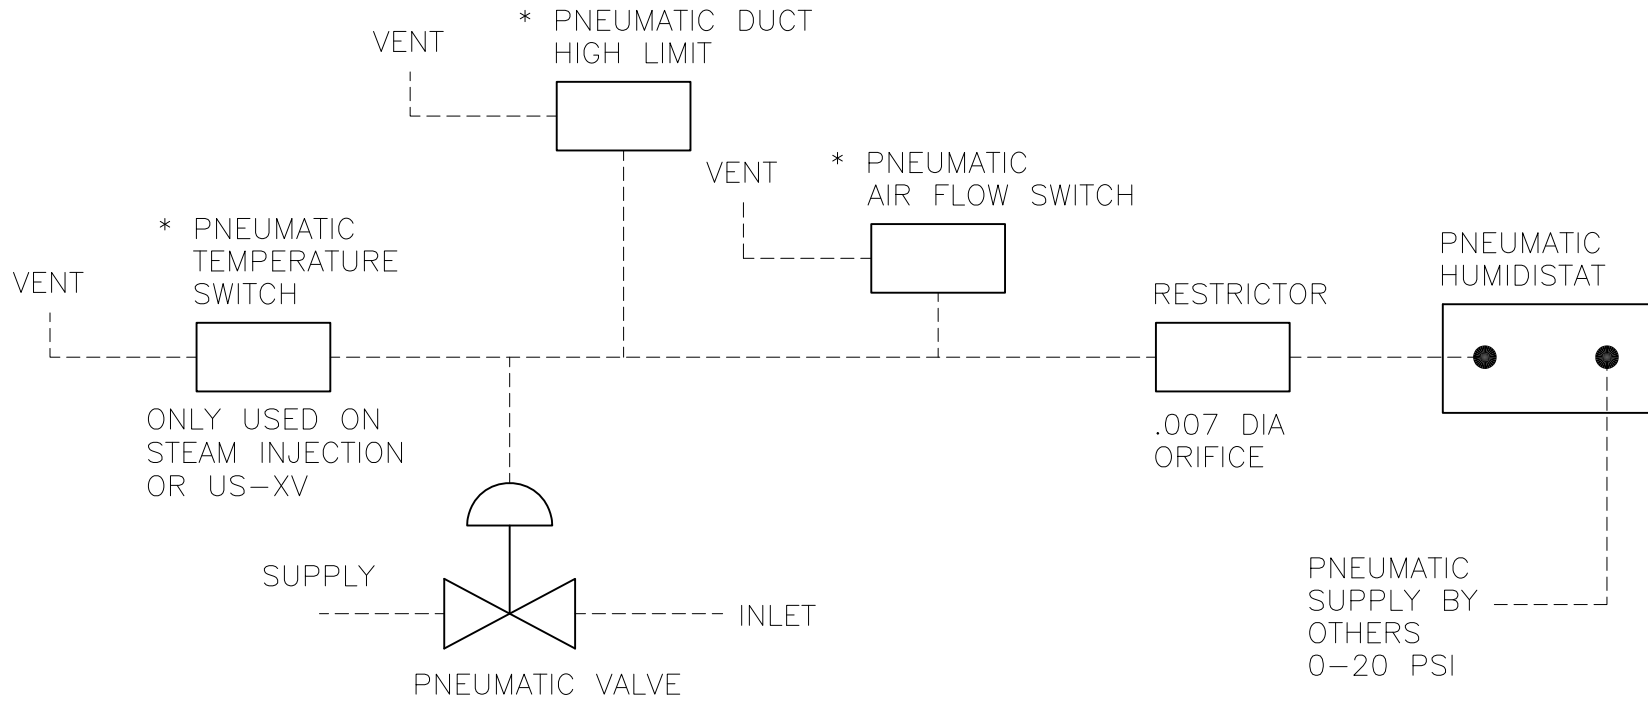 * PNEUMATIC DUCT
HIGH LIMIT
VENT
* PNEUMATIC
AIR FLOW SWITCH
VENT
* PNEUMATIC
TEMPERATURE
SWITCH
VENT
PNEUMATIC
HUMIDISTAT
RESTRICTOR
ONLY USED ON
STEAM INJECTION
OR US-XV
.007 DIA
ORIFICE
SUPPLY
INLET
PNEUMATIC VALVE
PNEUMATIC
SUPPLY BY
OTHERS
0-20 PSI